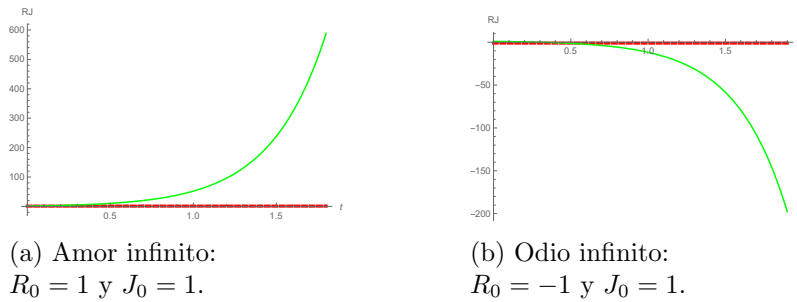 RJ
600
500
400
300
200
100
0.5
1.0
1.5
t
(a) Amor infinito:
R₀ = 1 y J₀ = 1.
RJ
0.5
1.0
1.5
−50
−100
−150
−200
(b) Odio infinito:
R₀ = −1 y J₀ = 1.